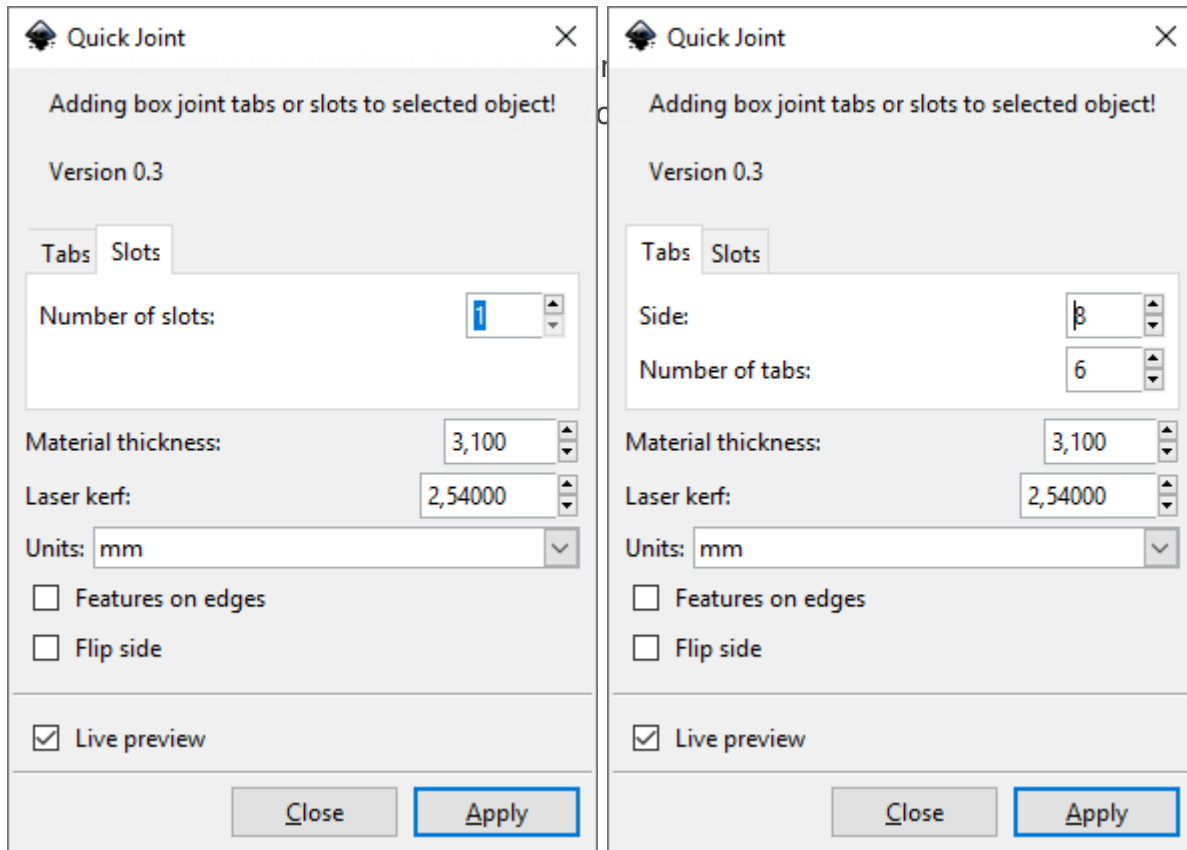 Quick Joint
Adding box joint tabs or slots to selected object!
Version 0.3
Tabs Slots
Number of slots: 1
Material thickness: 3,100
Laser kerf: 2,54000
Units: mm
Features on edges
Flip side
Live preview
Close Apply
Quick Joint
Adding box joint tabs or slots to selected object!
Version 0.3
Tabs Slots
Side: 8
Number of tabs: 6
Material thickness: 3,100
Laser kerf: 2,54000
Units: mm
Features on edges
Flip side
Live preview
Close Apply